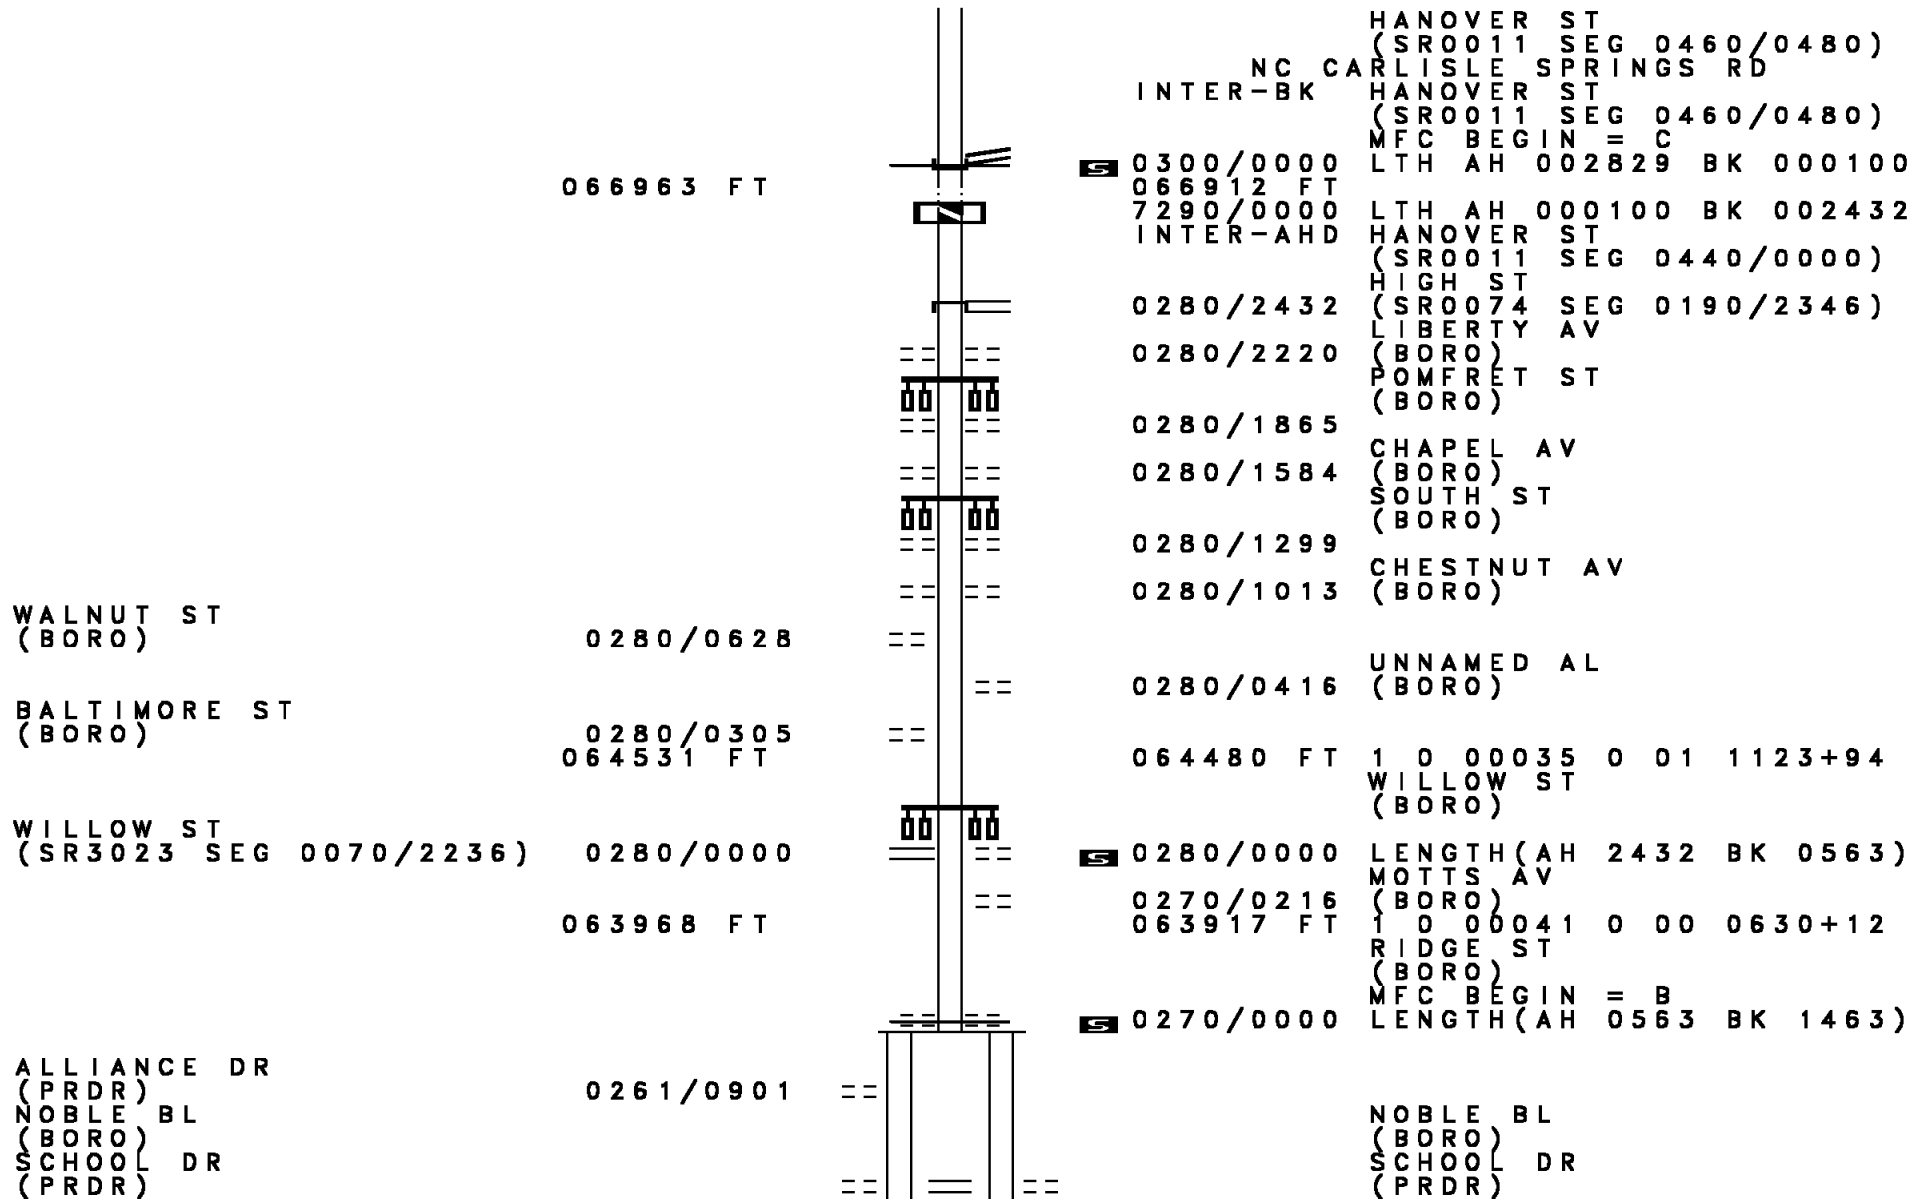 HANOVER ST
(SR0011 SEG 0460/0480)
NC CARLISLE SPRINGS RD
INTER-BK HANOVER ST
(SR0011 SEG 0460/0480)
MFC BEGIN = C
S 0300/0000 LTH AH 002829 BK 000100
066963 FT 066912 FT
7290/0000 LTH AH 000100 BK 002432
INTER-AHD HANOVER ST
(SR0011 SEG 0440/0000)
HIGH ST
0280/2432 (SR0074 SEG 0190/2346)
LIBERTY AV
0280/2220 (BORO)
POMFRET ST
(BORO)
0280/1865
CHAPEL AV
0280/1584 (BORO)
SOUTH ST
(BORO)
0280/1299
CHESTNUT AV
0280/1013 (BORO)
WALNUT ST
(BORO) 0280/0628
UNNAMED AL
0280/0416 (BORO)
BALTIMORE ST
(BORO) 0280/0305
064531 FT 064480 FT 1 0 00035 0 01 1123+94
WILLOW ST
(BORO)
WILLOW ST
(SR3023 SEG 0070/2236) 0280/0000 S 0280/0000 LENGTH(AH 2432 BK 0563)
MOTTS AV
0270/0216 (BORO)
063968 FT 063917 FT 1 0 00041 0 00 0630+12
RIDGE ST
(BORO)
MFC BEGIN = B
S 0270/0000 LENGTH(AH 0563 BK 1463)
ALLIANCE DR
(PRDR) 0261/0901
NOBLE BL NOBLE BL
(BORO) (BORO)
SCHOOL DR SCHOOL DR
(PRDR) (PRDR)